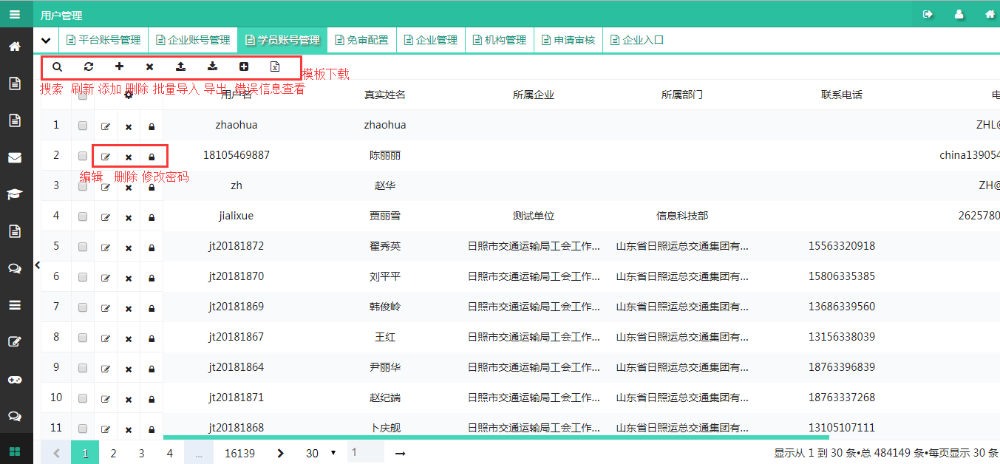 用户管理
平台账号管理 企业账号管理 学员账号管理 免审配置 企业管理 机构管理 申请审核 企业入口
模板下载
搜索 刷新 添加 删除 批量导入 导出 错误信息查看
用户名 真实姓名 所属企业 所属部门 联系电话 电
1 zhaohua zhaohua ZHL@
2 18105469887 陈丽丽 china139054
编辑 删除 修改密码
3 zh 赵华 ZH@
4 jialixue 贾丽雪 测试单位 信息科技部 2625780
5 jt20181872 翟秀英 日照市交通运输局工会工作... 山东省日照运总交通集团有... 15563320918
6 jt20181870 刘平平 日照市交通运输局工会工作... 山东省日照运总交通集团有... 15806335385
7 jt20181869 韩俊岭 日照市交通运输局工会工作... 山东省日照运总交通集团有... 13686339560
8 jt20181867 王红 日照市交通运输局工会工作... 山东省日照运总交通集团有... 13156338039
9 jt20181864 尹丽华 日照市交通运输局工会工作... 山东省日照运总交通集团有... 18763396839
10 jt20181871 赵纪端 日照市交通运输局工会工作... 山东省日照运总交通集团有... 18763337268
11 jt20181868 卜庆舰 日照市交通运输局工会工作... 山东省日照运总交通集团有... 13105107111
1 2 3 4 ... 16139 30 1 显示从 1 到 30 条•总 484149 条•每页显示 30 条